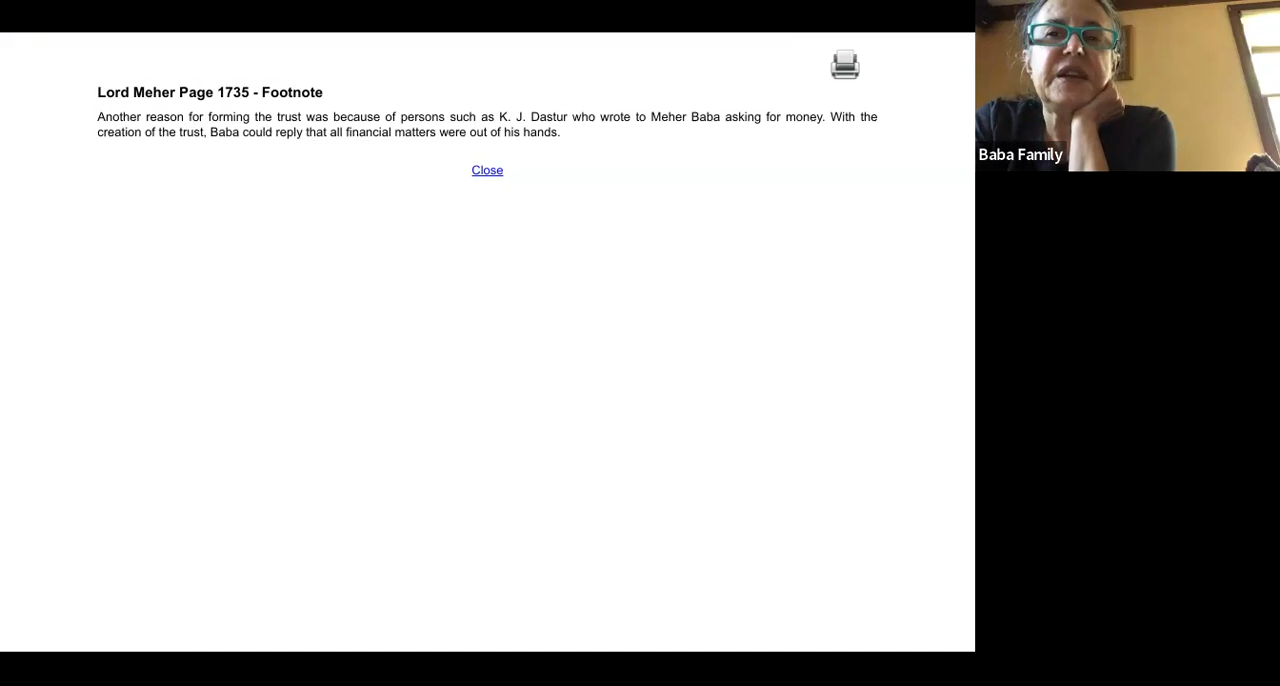 Lord Meher Page 1735 - Footnote
Another reason for forming the trust was because of persons such as K. J. Dastur who wrote to Meher Baba asking for money. With the
creation of the trust, Baba could reply that all financial matters were out of his hands.
Close
Baba Family